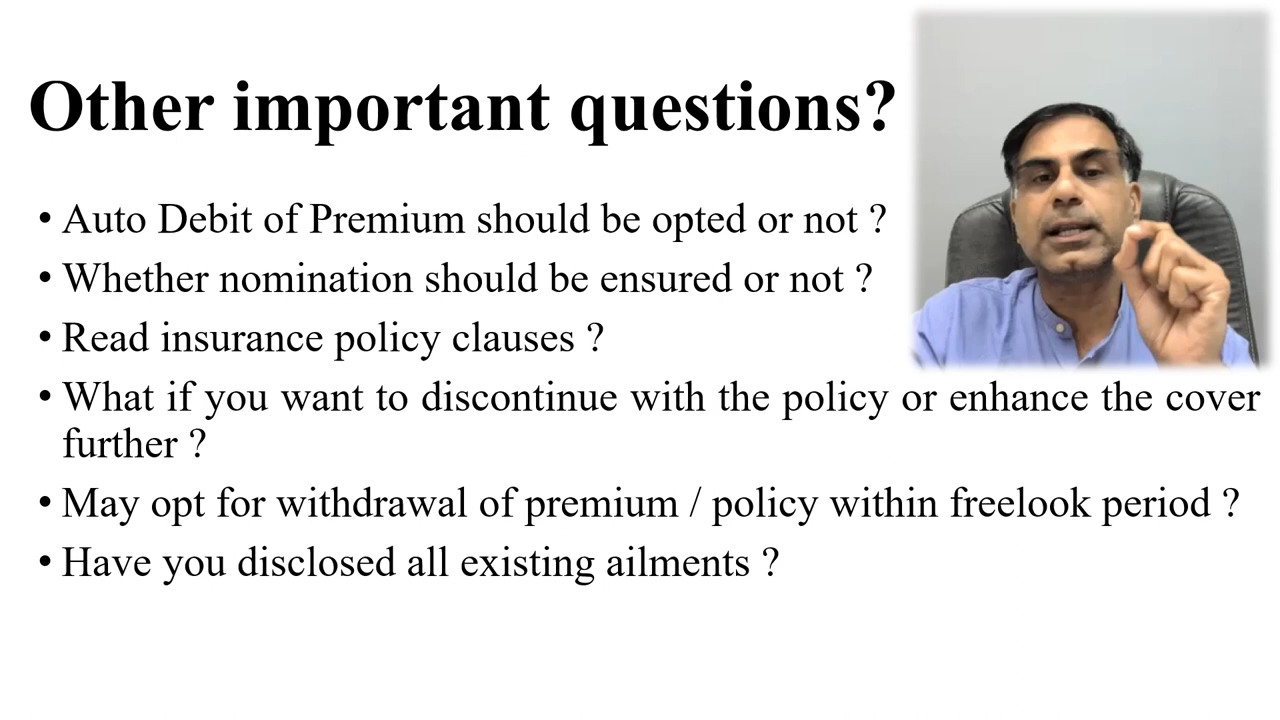 Other important questions?
• Auto Debit of Premium should be opted or not ?
• Whether nomination should be ensured or not ?
• Read insurance policy clauses ?
• What if you want to discontinue with the policy or enhance the cover
further ?
• May opt for withdrawal of premium / policy within freelook period ?
• Have you disclosed all existing ailments ?